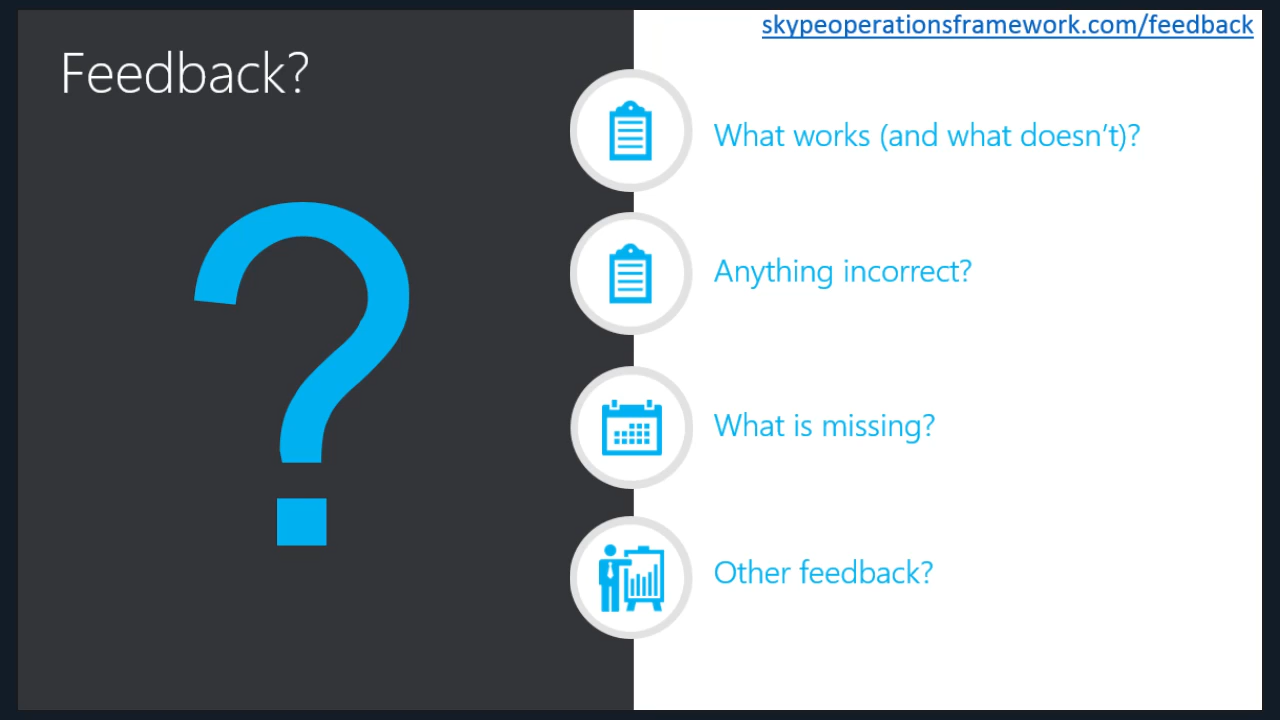 skypeoperationsframework.com/feedback
Feedback?
What works (and what doesn't)?
Anything incorrect?
?
What is missing?
Other feedback?